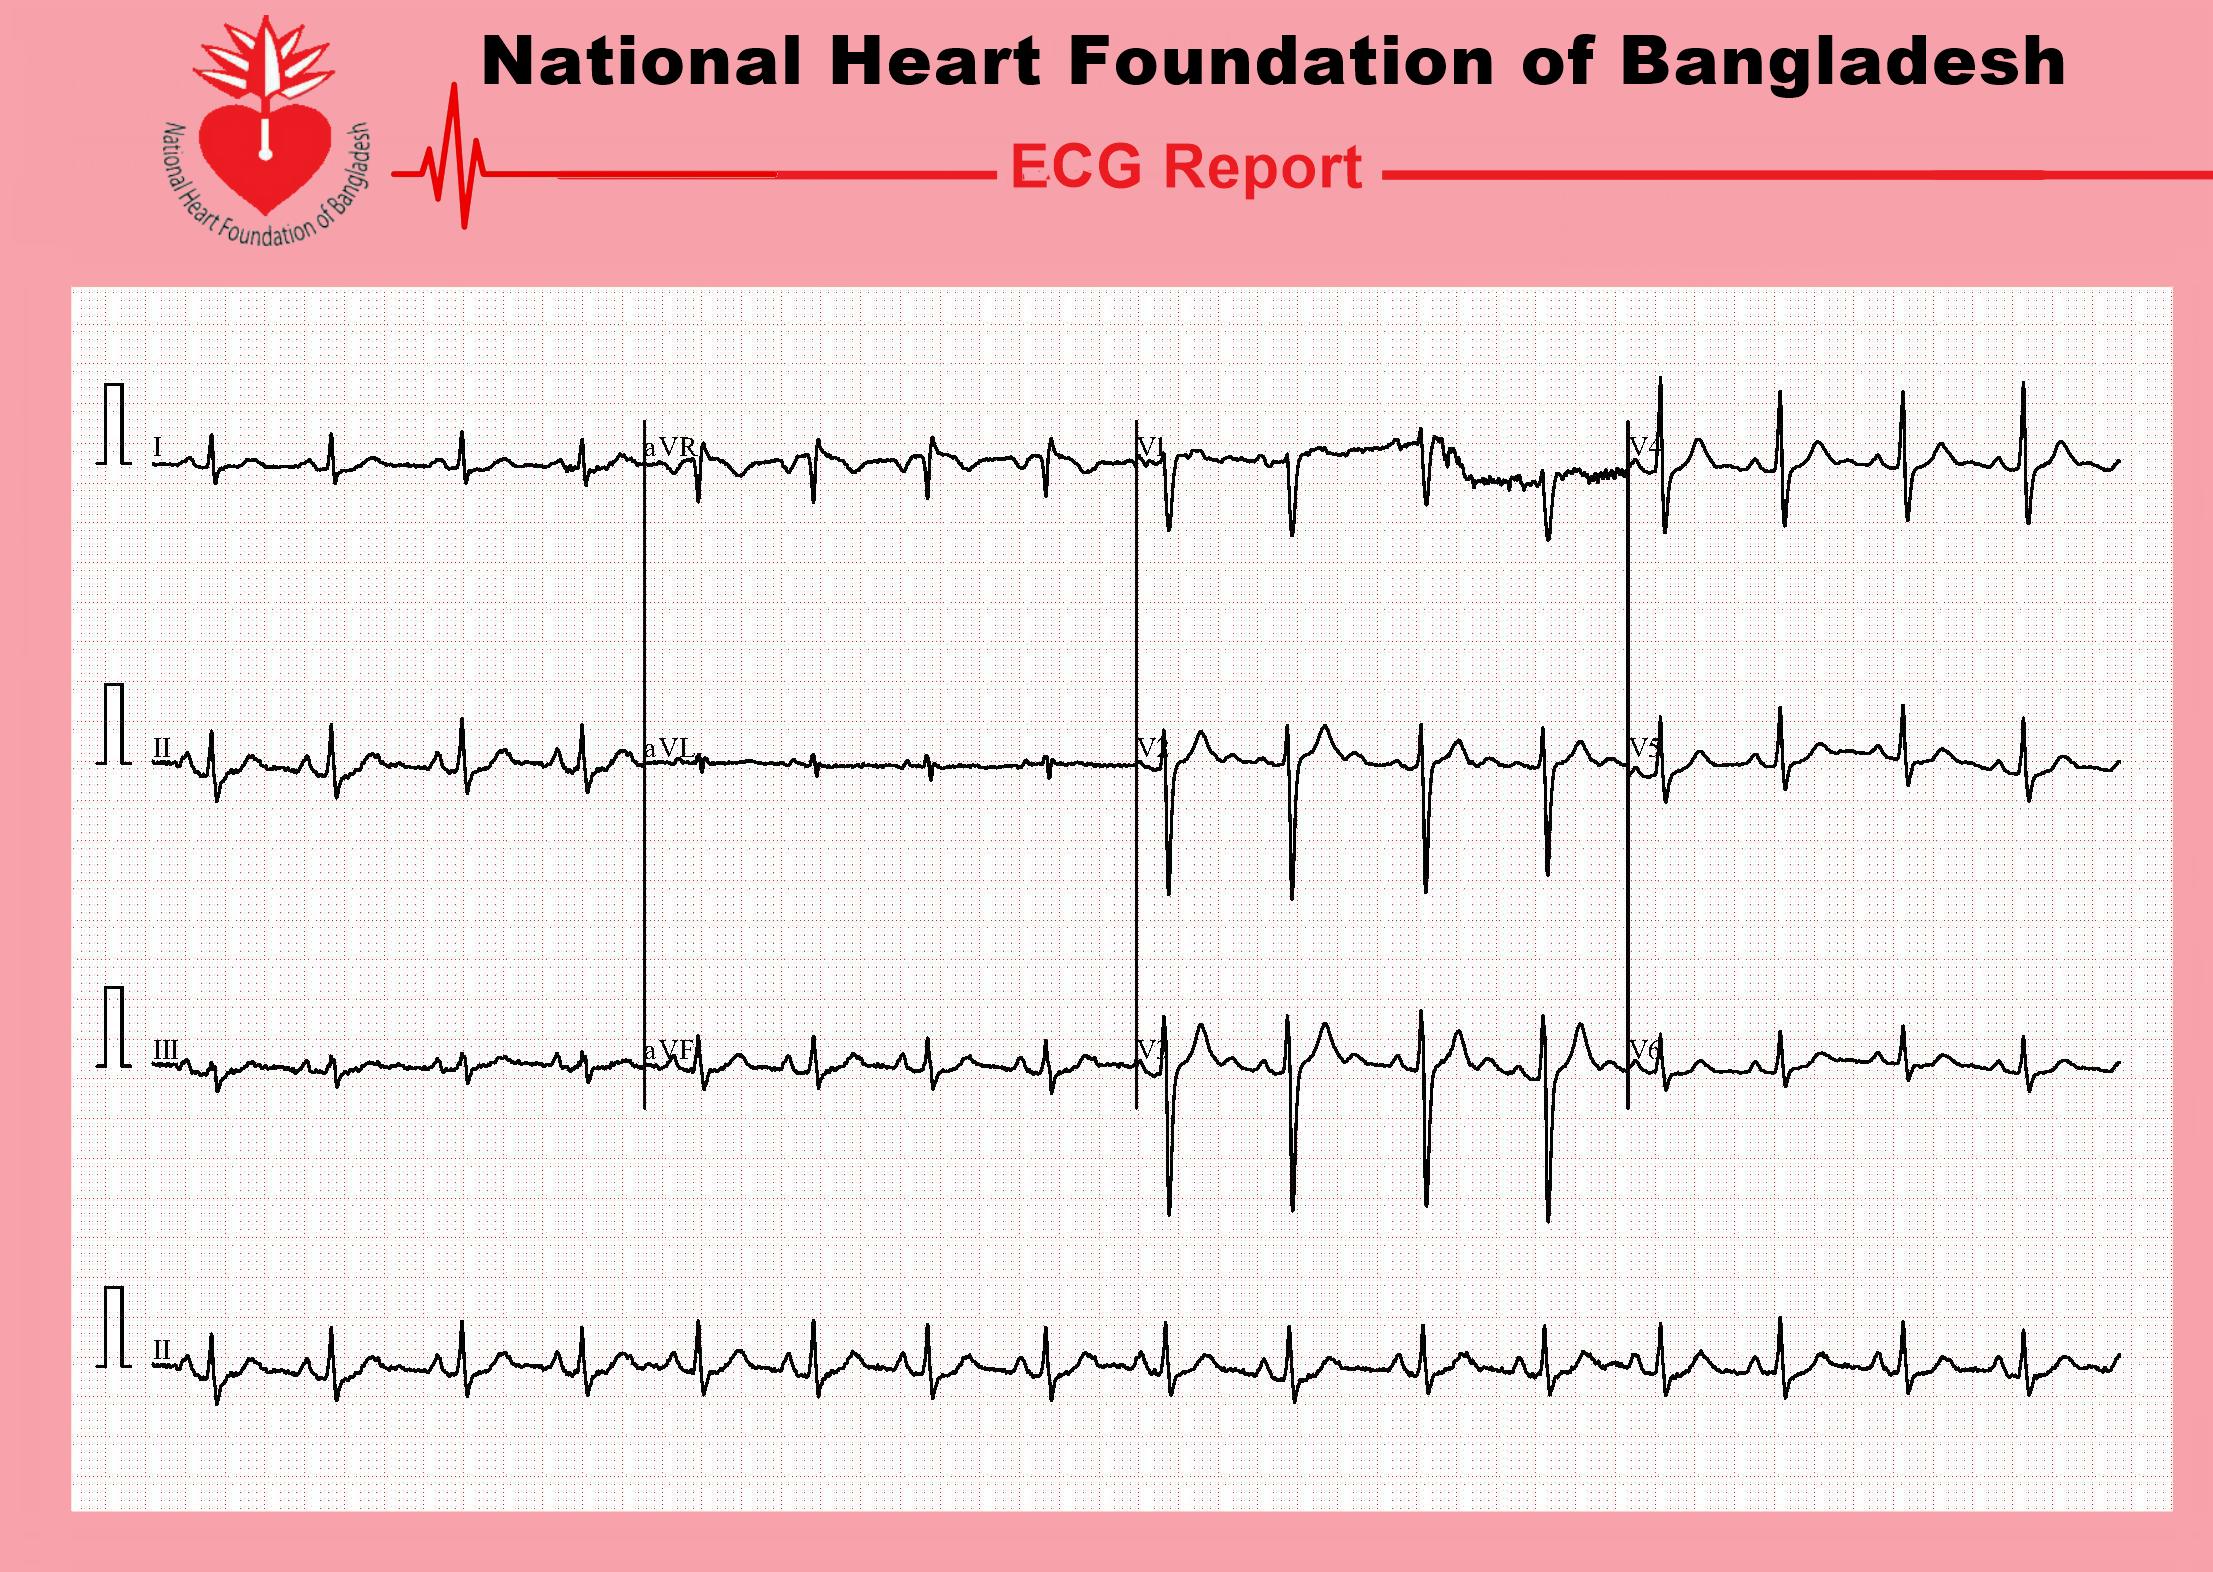 National Heart Foundation of Bangladesh
National Heart Foundation of Bangladesh
ECG Report
I aVR V1 V4
II aVL V2 V5
III aVF V3 V6
II